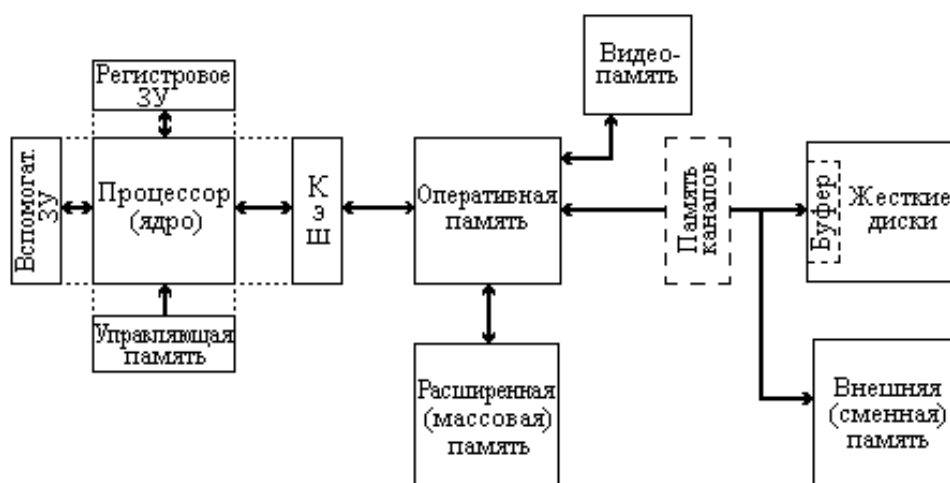 Регистровое
ЗУ
Видео-
память
Вспомогат.
ЗУ
Процессор
(ядро)
К
э
ш
Оперативная
память
Память
каналов
Буфер
Жесткие
диски
Управляющая
память
Расширенная
(массовая)
память
Внешняя
(сменная)
память